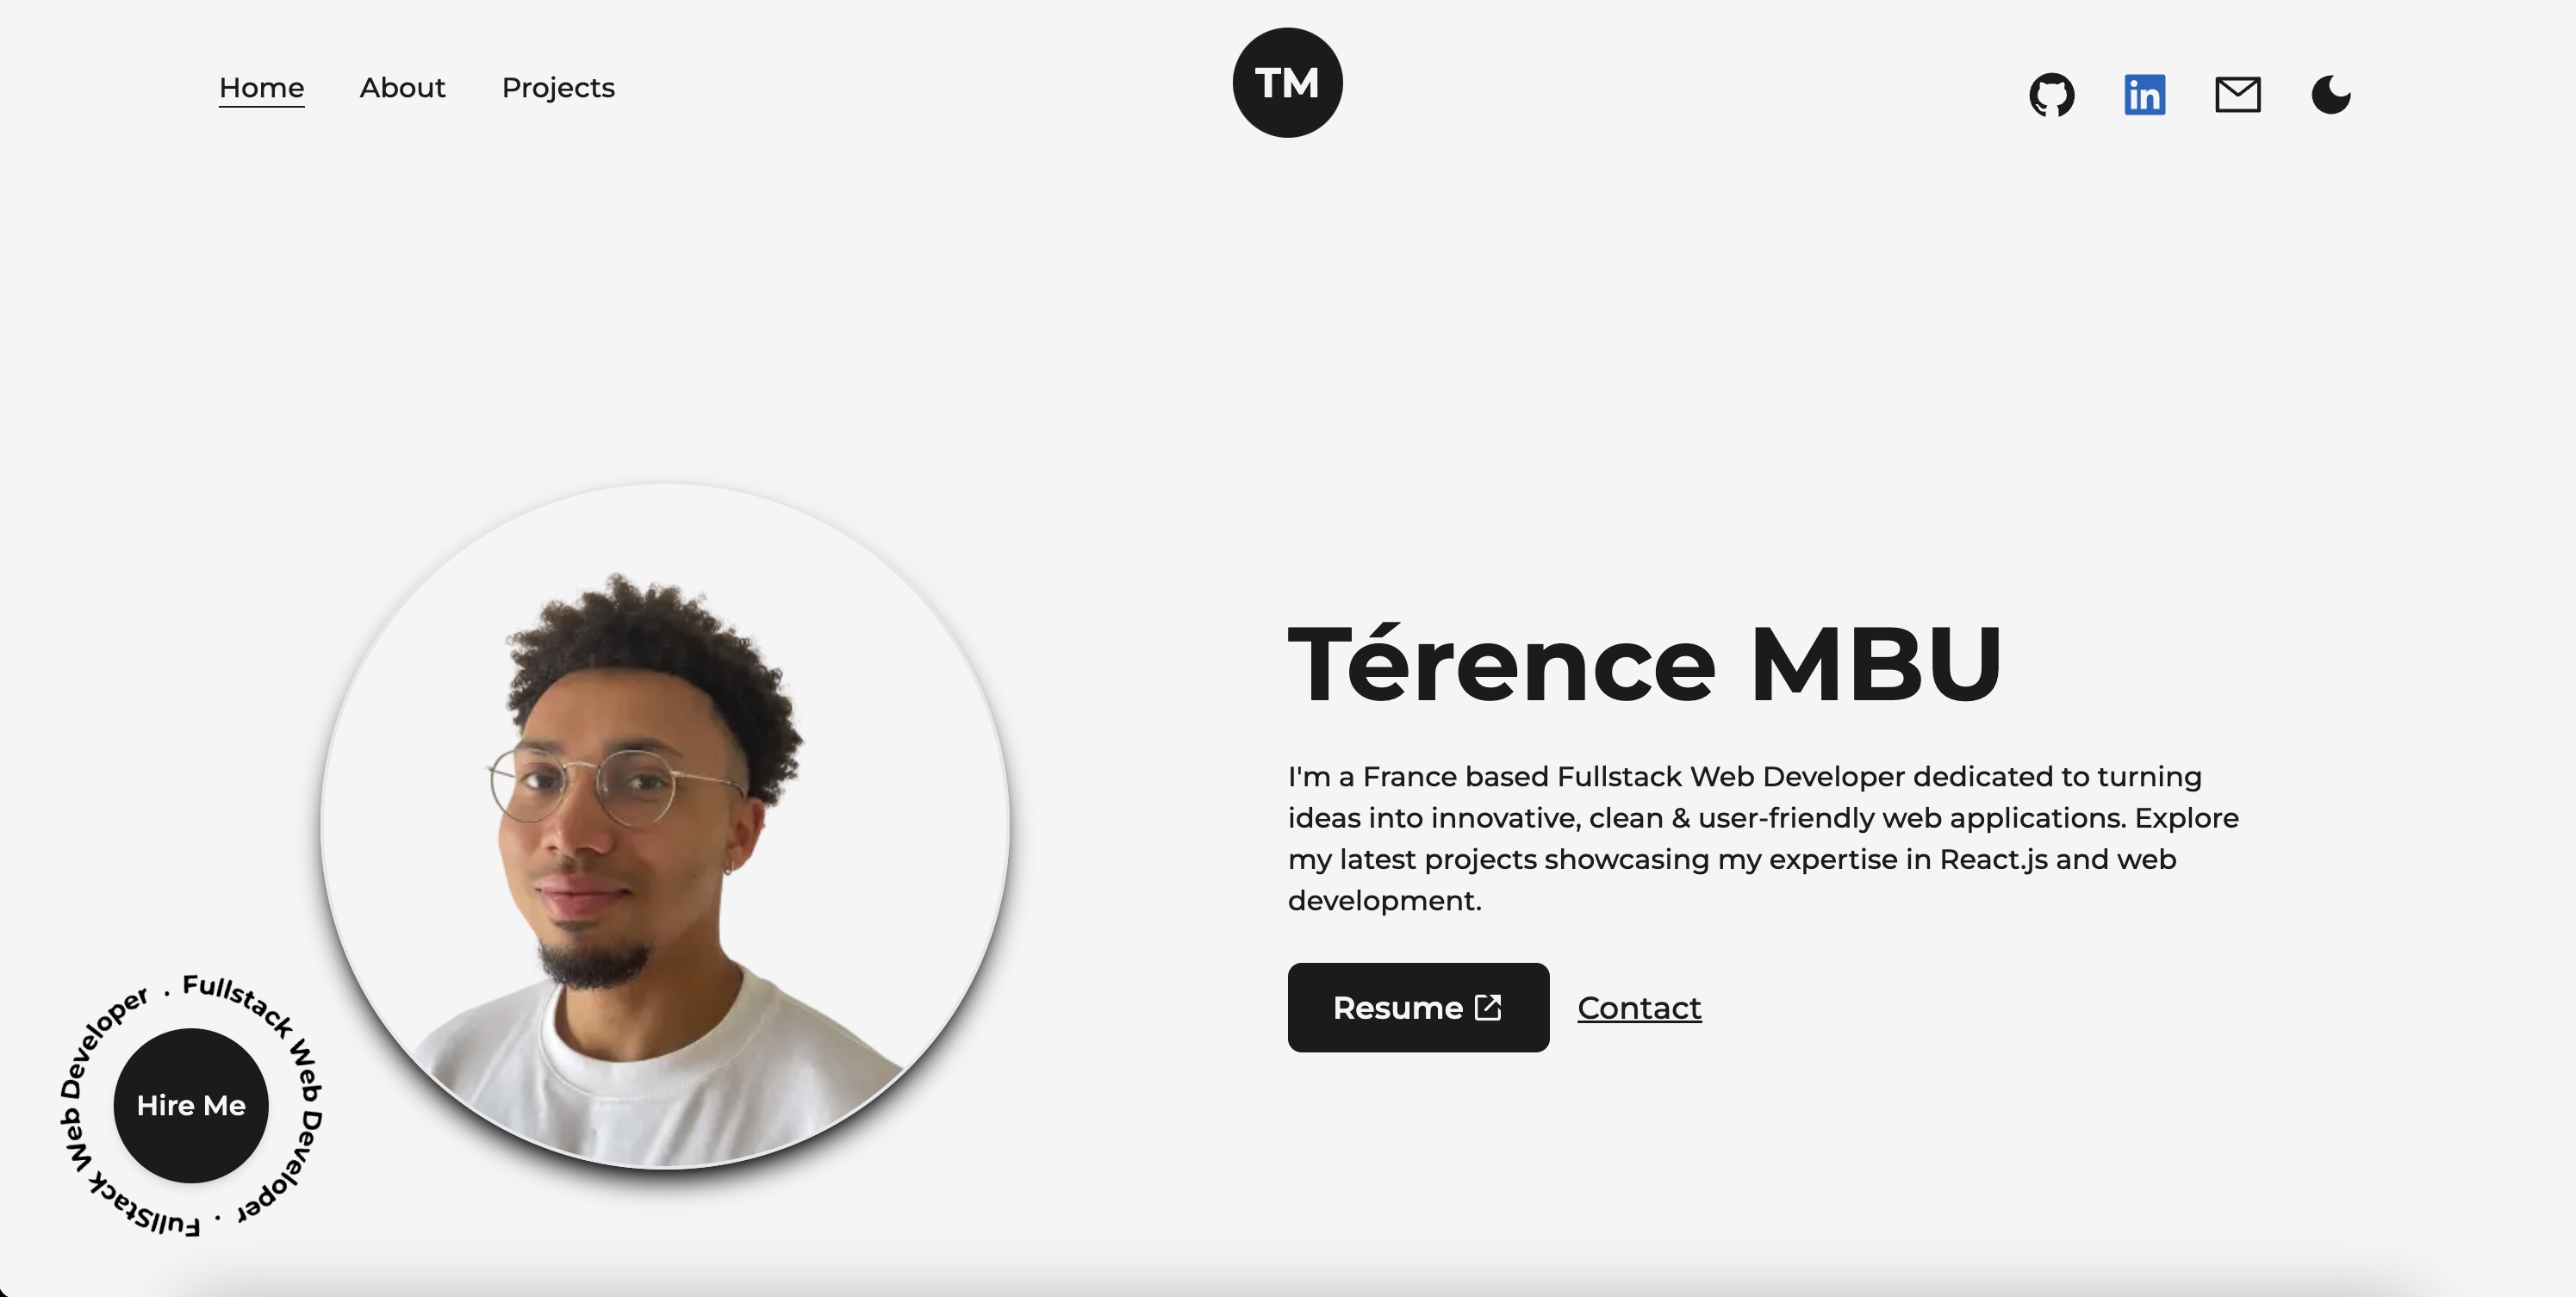 Home About Projects
TM
in
Térence MBU
I'm a France based Fullstack Web Developer dedicated to turning
ideas into innovative, clean & user-friendly web applications. Explore
my latest projects showcasing my expertise in React.js and web
development.
Resume Contact
Fullstack Web Developer . FullStack Web Developer .
Hire Me